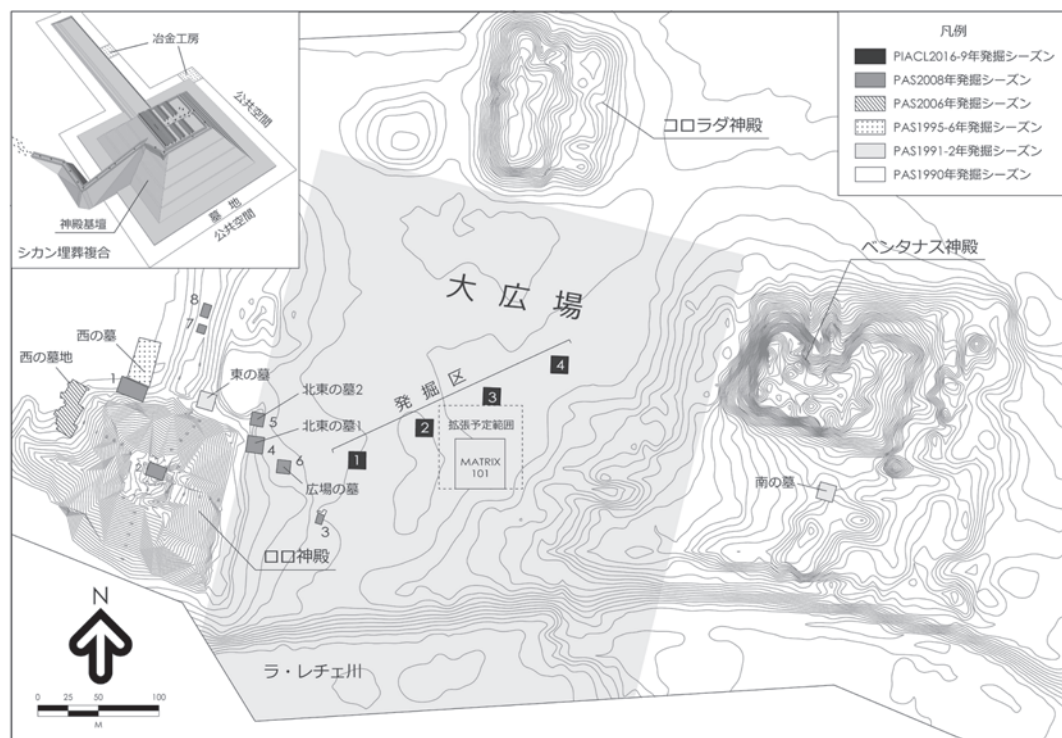 冶金工房
公共空間
神殿基壇
墓地
公共空間
シカン埋葬複合
凡例
PIACL2016-9年発掘シーズン
PAS2008年発掘シーズン
PAS2006年発掘シーズン
PAS1995-6年発掘シーズン
PAS1991-2年発掘シーズン
PAS1990年発掘シーズン
コロラダ神殿
ベンタナス神殿
大広場
8
7
西の墓
西の墓地
1
東の墓
発掘区
4
3
北東の墓2
5
拡張予定範囲
2
北東の墓1
4
MATRIX
101
1
6
広場の墓
2
南の墓
3
ロロ神殿
N
ラ・レチェ川
0 25 50 100
M